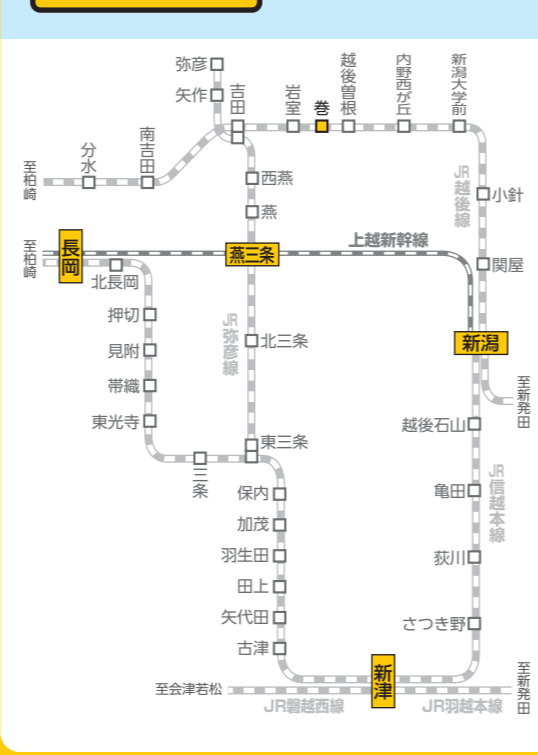 弥彦
矢作
吉田
岩室
巻
越後曽根
内野西が丘
新潟大学前
分水
南吉田
至柏崎
西燕
燕
JR越後線
小針
関屋
至柏崎
長岡
北長岡
燕三条
上越新幹線
新潟
至新発田
押切
見附
帯織
東光寺
三条
JR弥彦線
北三条
東三条
保内
加茂
羽生田
田上
矢代田
古津
越後石山
亀田
JR信越本線
荻川
さつき野
新津
至会津若松
JR磐越西線
JR羽越本線
至新発田